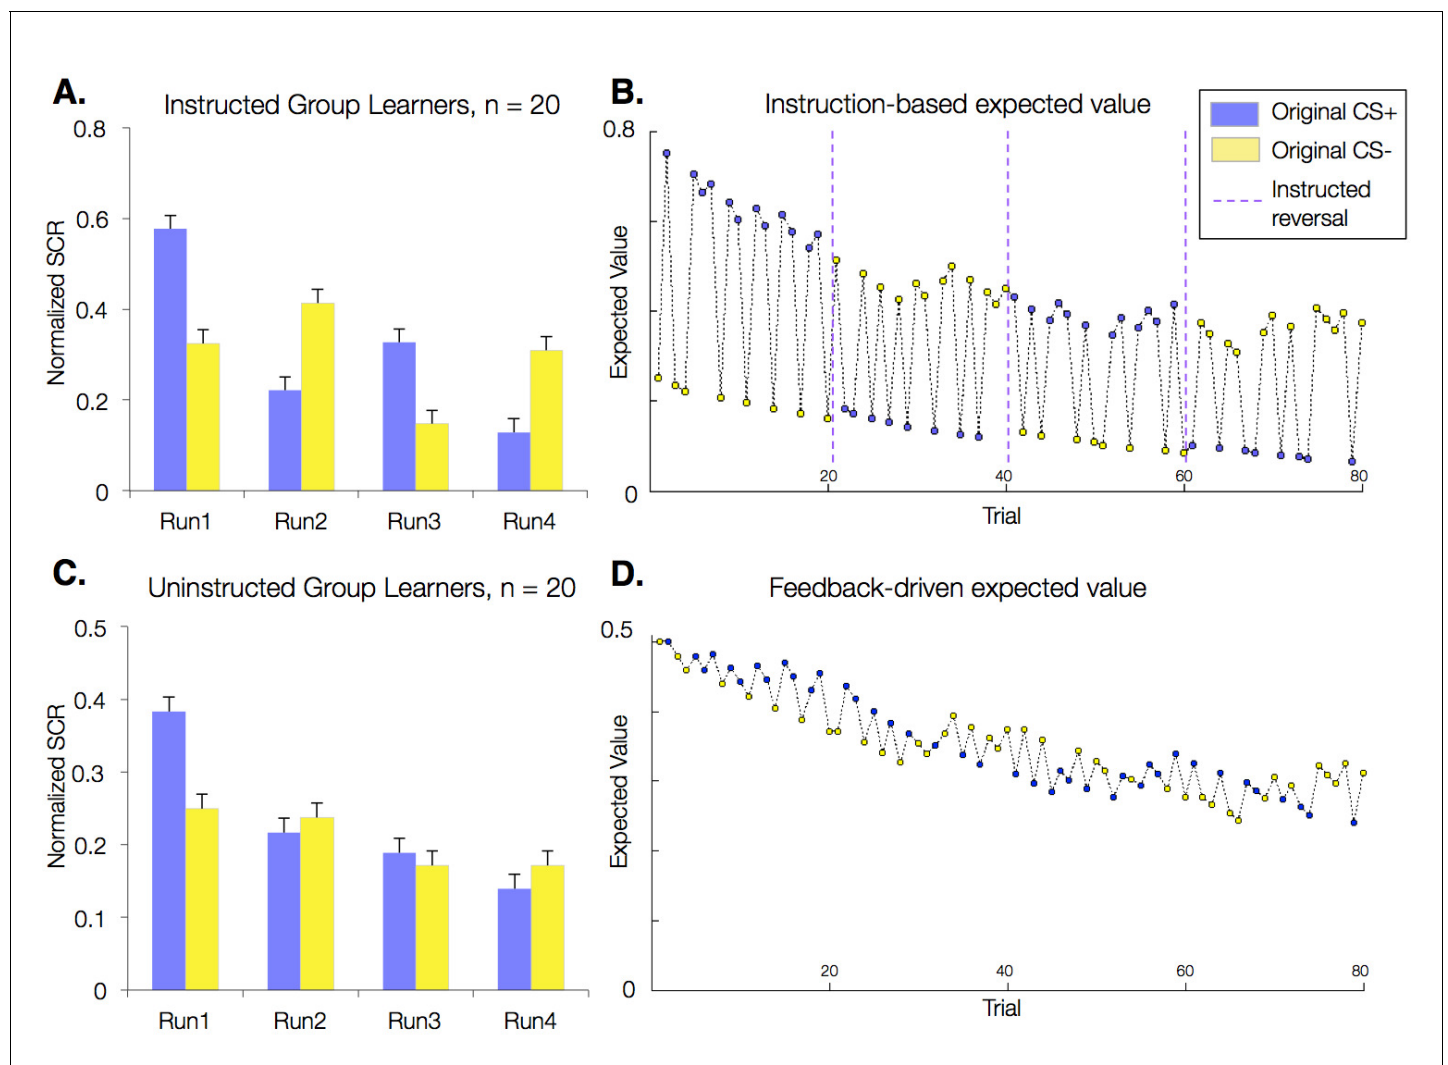 A.
Instructed Group Learners, n = 20
Normalized SCR
0.8
0.6
0.4
0.2
0
Run1
Run2
Run3
Run4
B.
Instruction-based expected value
Expected Value
0.8
0
20
40
60
80
Trial
Original CS+
Original CS-
Instructed
reversal
C.
Uninstructed Group Learners, n = 20
Normalized SCR
0.5
0.4
0.3
0.2
0.1
0
Run1
Run2
Run3
Run4
D.
Feedback-driven expected value
Expected Value
0.5
0
20
40
60
80
Trial